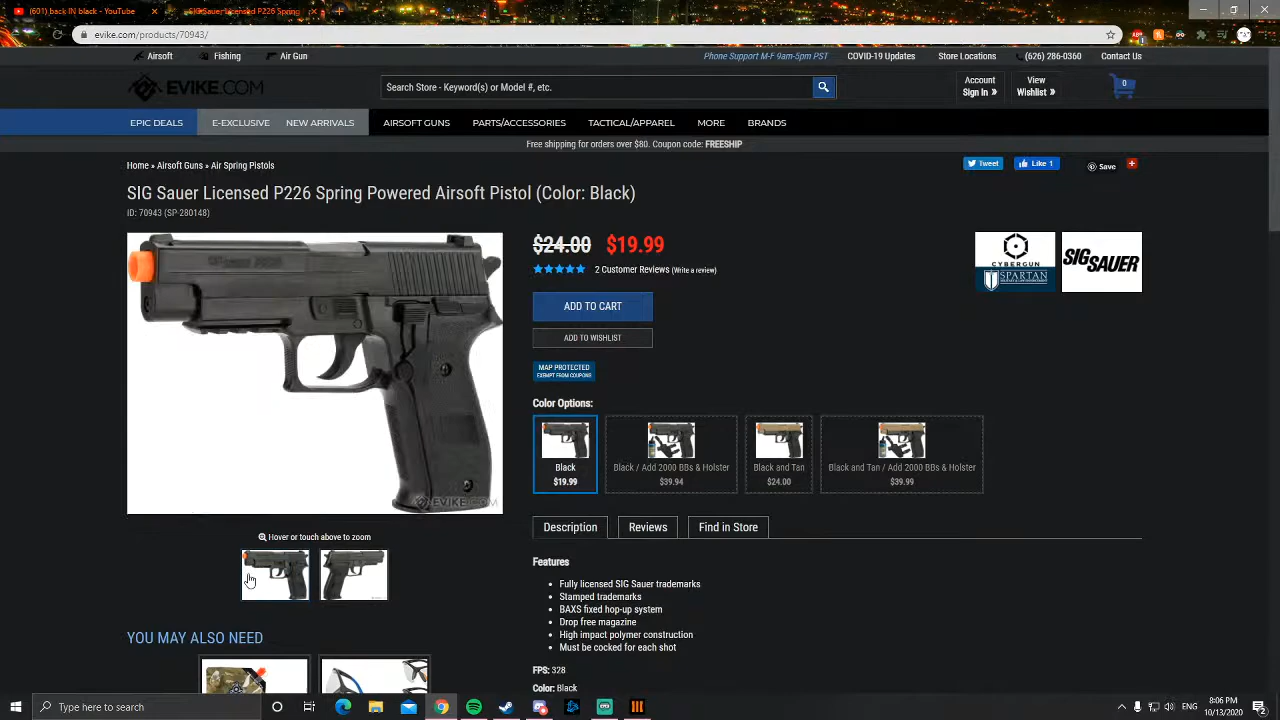 (601) back IN black - YouTube
SIG Sauer Licensed P226 Spring
evike.com/products/70943/
Airsoft
Fishing
Air Gun
Phone Support M-F 9am-5pm PST
COVID-19 Updates
Store Locations
(626) 286-0360
Contact Us
EVIKE.COM
Search Store - Keyword(s) or Model #, etc.
Account
Sign In »
View
Wishlist »
0
EPIC DEALS
E-EXCLUSIVE
NEW ARRIVALS
AIRSOFT GUNS
PARTS/ACCESSORIES
TACTICAL/APPAREL
MORE
BRANDS
Free shipping for orders over $80. Coupon code: FREESHIP
Home » Airsoft Guns » Air Spring Pistols
Tweet
Like 1
Save
SIG Sauer Licensed P226 Spring Powered Airsoft Pistol (Color: Black)
ID: 70943 (SP-280148)
$24.00 $19.99
2 Customer Reviews (Write a review)
CYBERGUN
SPARTAN
SIG SAUER
ADD TO CART
ADD TO WISHLIST
MAP PROTECTED
EXEMPT FROM COUPONS
Color Options:
Black
$19.99
Black / Add 2000 BBs & Holster
$39.94
Black and Tan
$24.00
Black and Tan / Add 2000 BBs & Holster
$39.99
EVIKE.COM
Hover or touch above to zoom
Description
Reviews
Find in Store
Features
• Fully licensed SIG Sauer trademarks
• Stamped trademarks
• BAXS fixed hop-up system
• Drop free magazine
• High impact polymer construction
• Must be cocked for each shot
FPS: 328
Color: Black
YOU MAY ALSO NEED
Type here to search
ENG
8:06 PM
10/13/2020
2